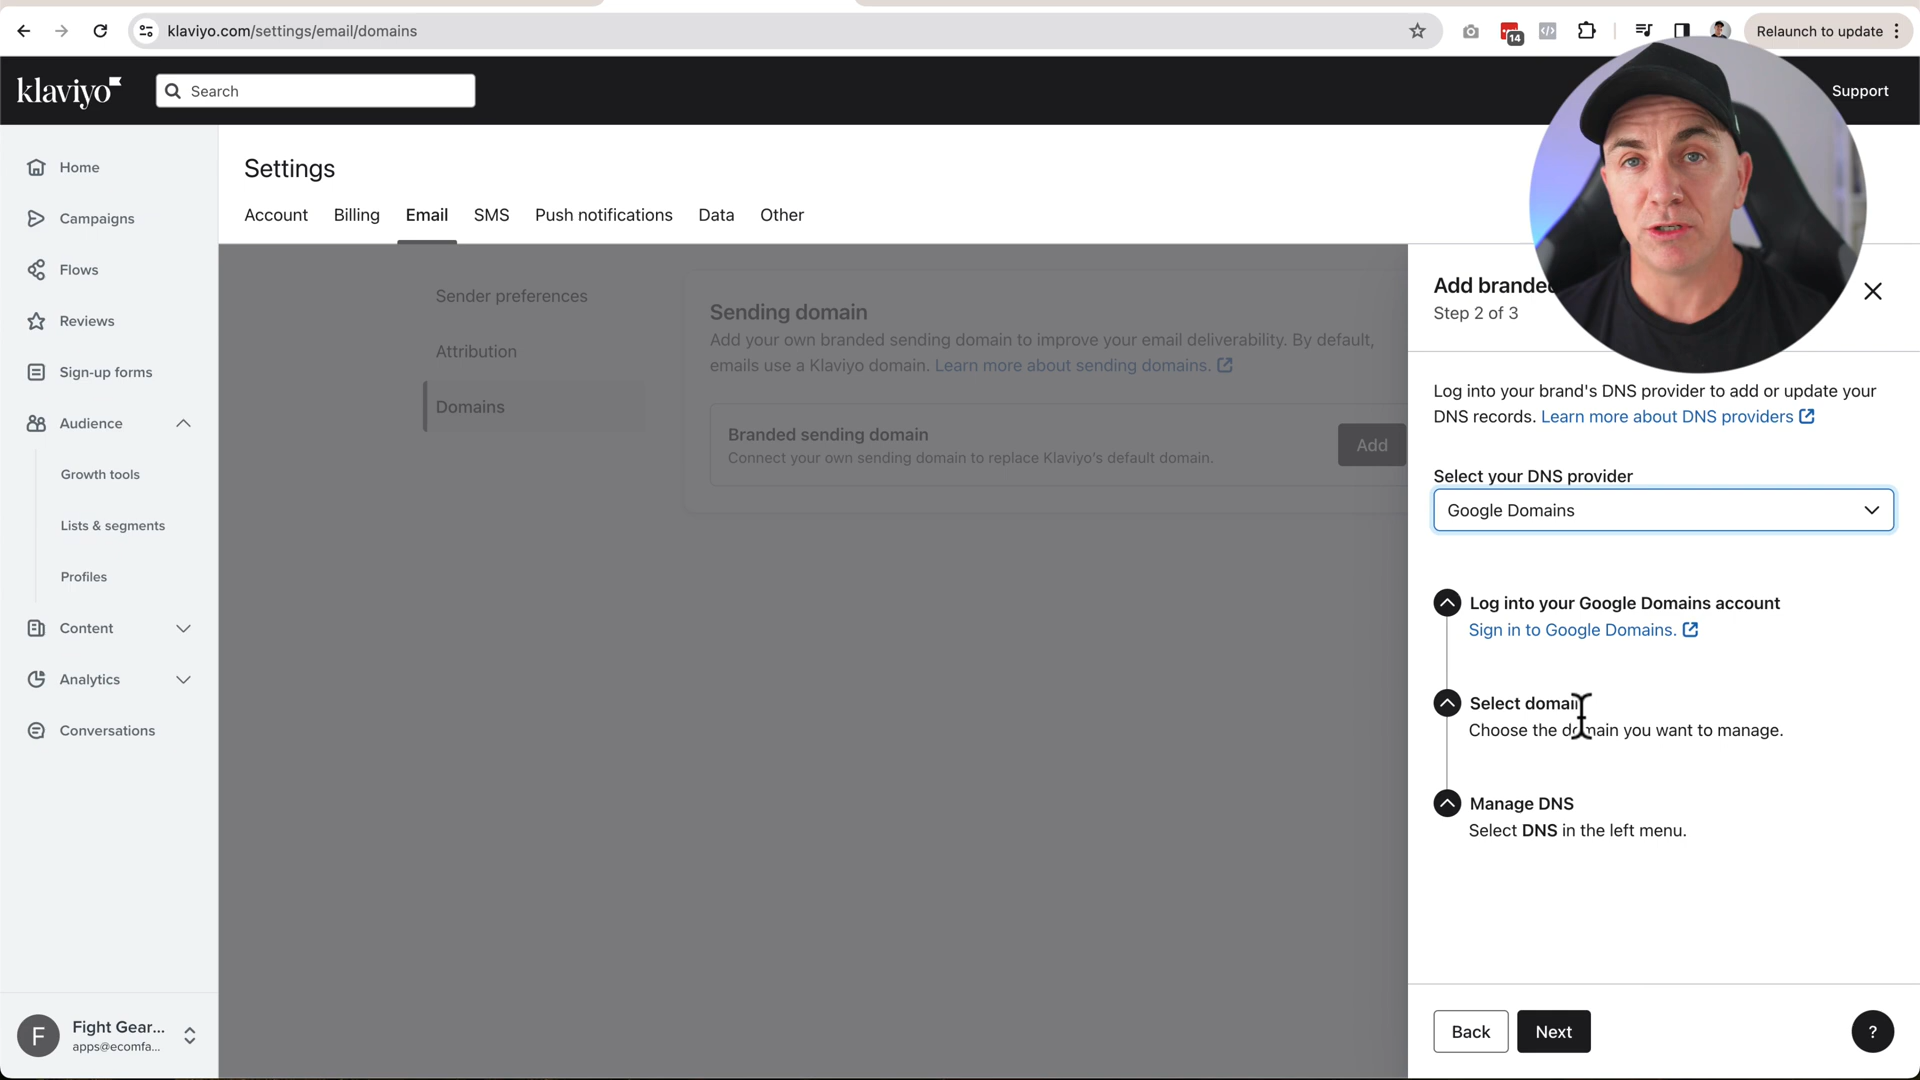 klaviyo.com/settings/email/domains
14
Relaunch to update
klaviyo
Search
Support
Home
Campaigns
Flows
Reviews
Sign-up forms
Audience
Growth tools
Lists & segments
Profiles
Content
Analytics
Conversations
Fight Gear...
apps@ecomfa...
F
Settings
Account
Billing
Email
SMS
Push notifications
Data
Other
Sender preferences
Attribution
Domains
Sending domain
Add your own branded sending domain to improve your email deliverability. By default,
emails use a Klaviyo domain. Learn more about sending domains.
Branded sending domain
Connect your own sending domain to replace Klaviyo's default domain.
Add
Add branded
Step 2 of 3
Log into your brand's DNS provider to add or update your
DNS records. Learn more about DNS providers
Select your DNS provider
Google Domains
Log into your Google Domains account
Sign in to Google Domains.
Select domain
Choose the domain you want to manage.
Manage DNS
Select DNS in the left menu.
Back
Next
?